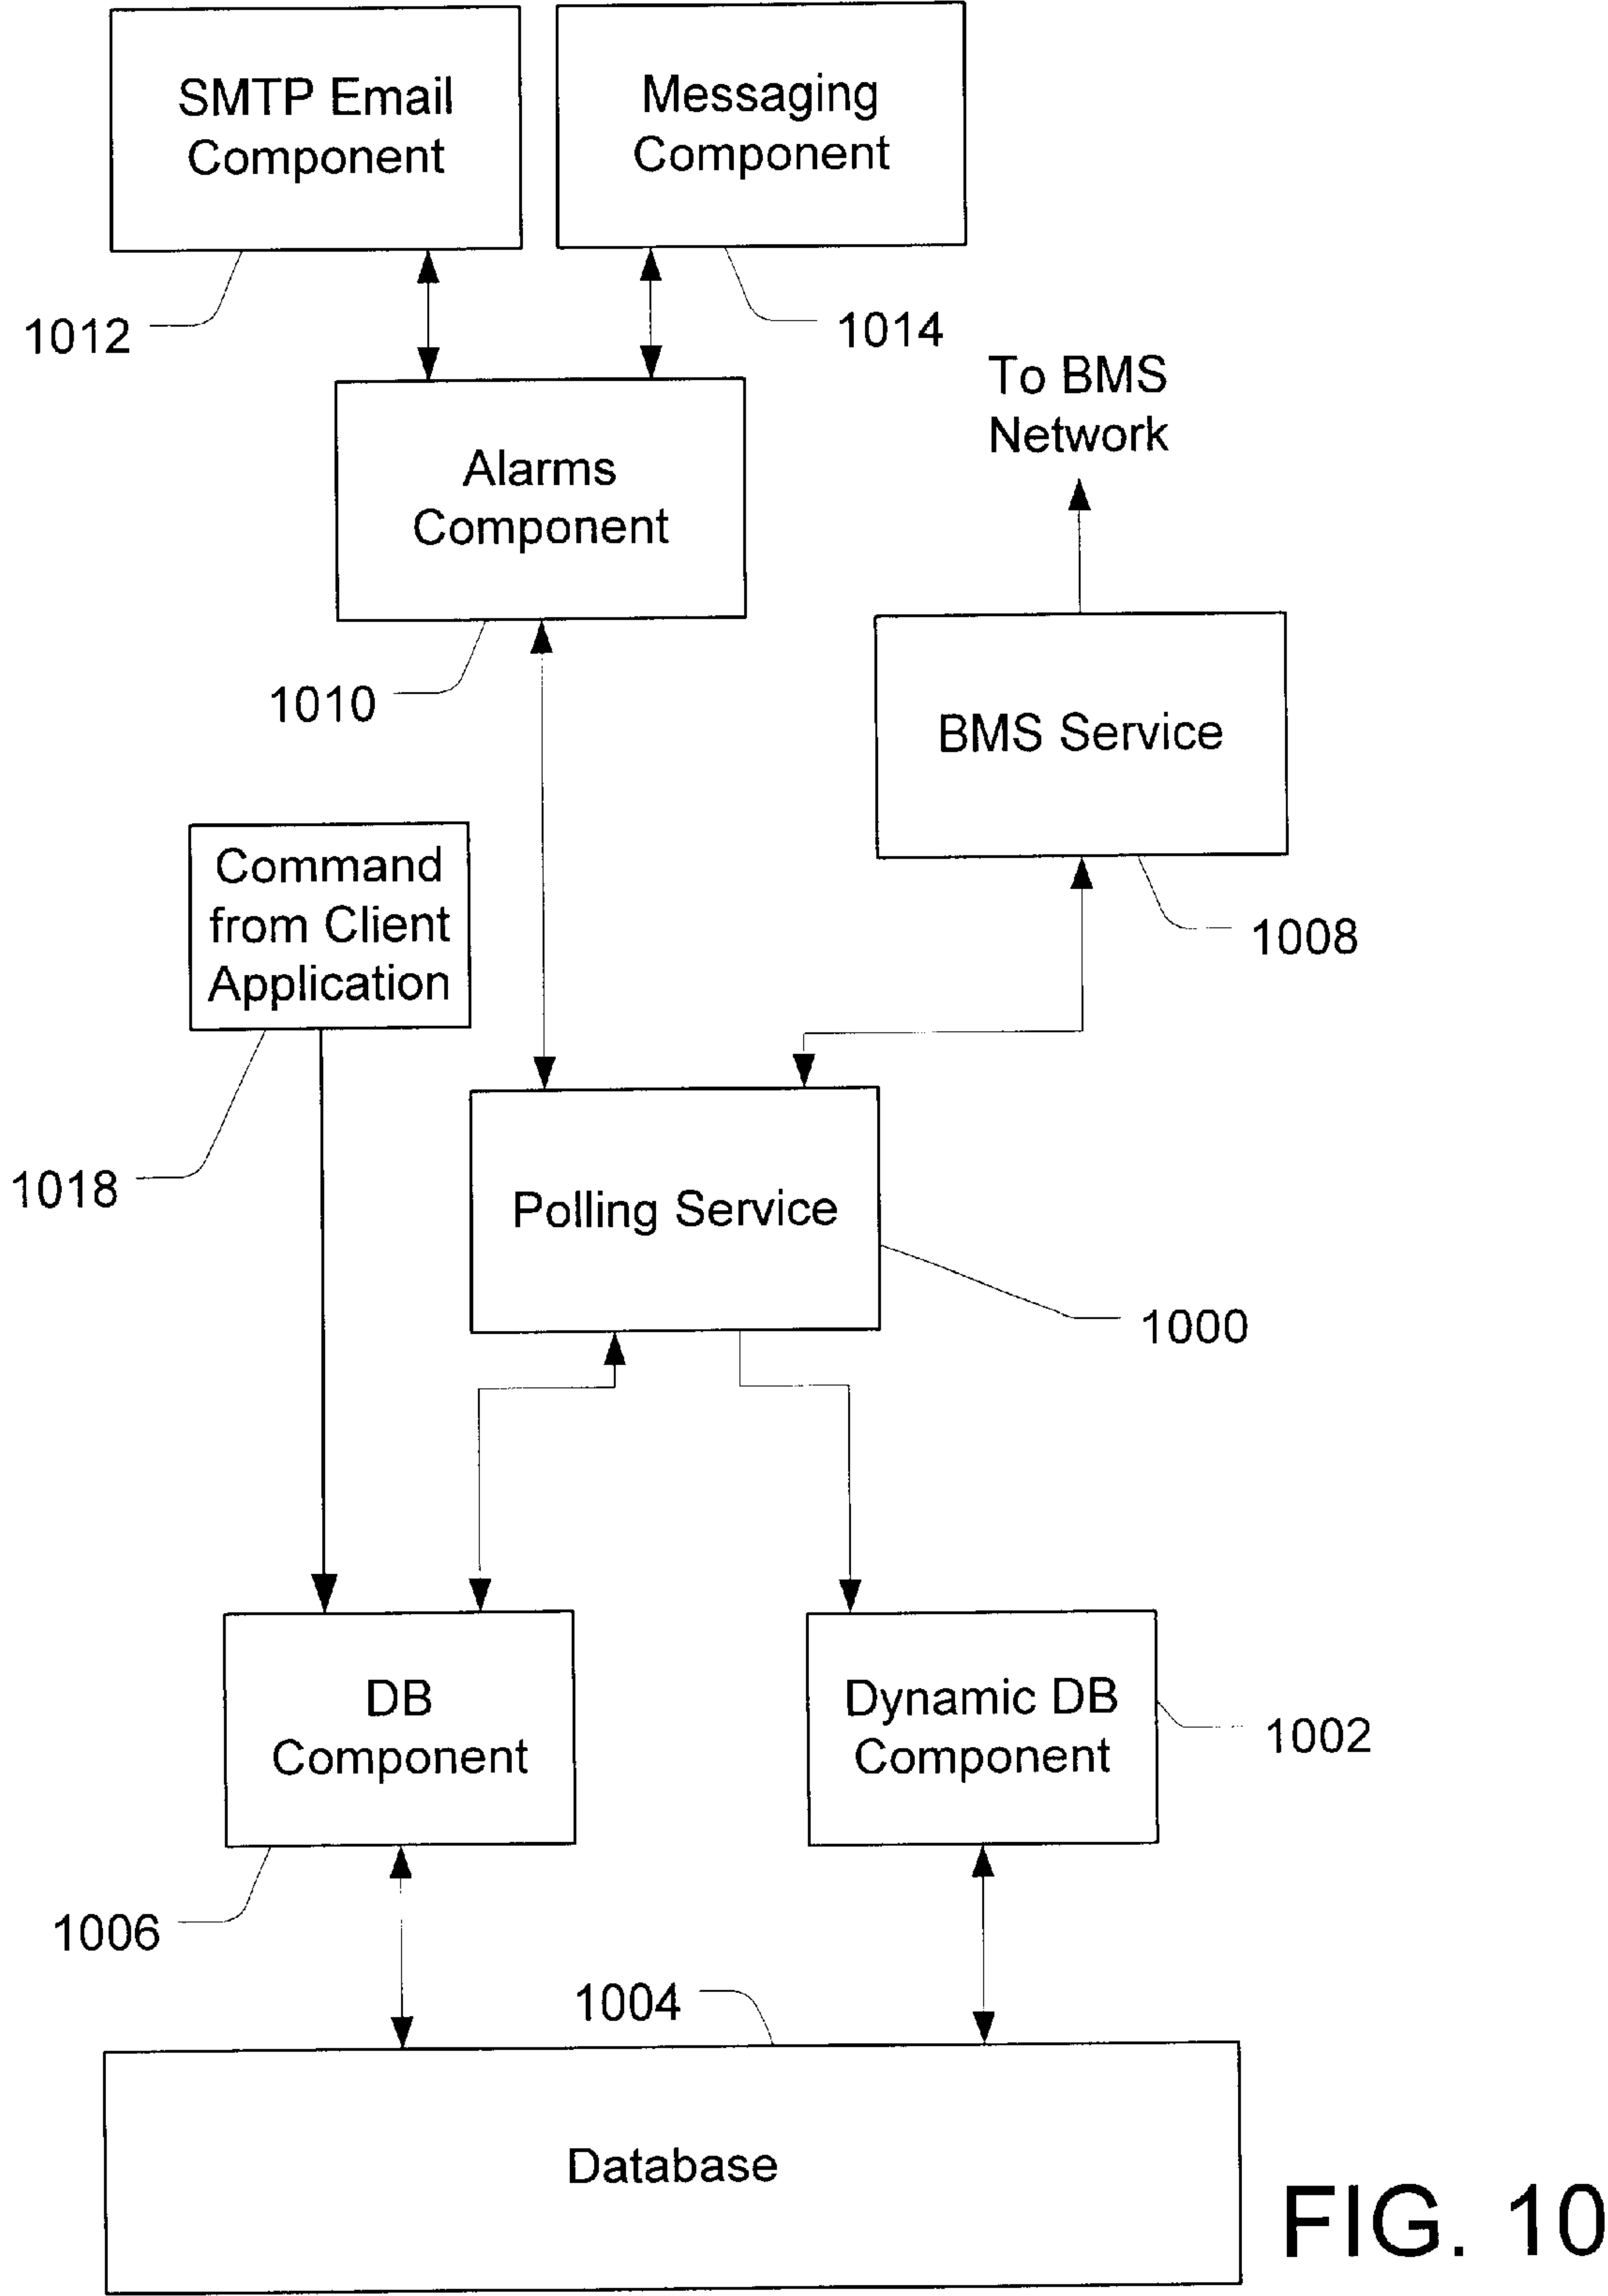 SMTP Email
Component
Messaging
Component
1012
1014
To BMS
Network
Alarms
Component
1010
BMS Service
Command
from Client
Application
1008
1018
Polling Service
1000
DB
Component
Dynamic DB
Component
1002
1006
1004
Database
FIG. 10